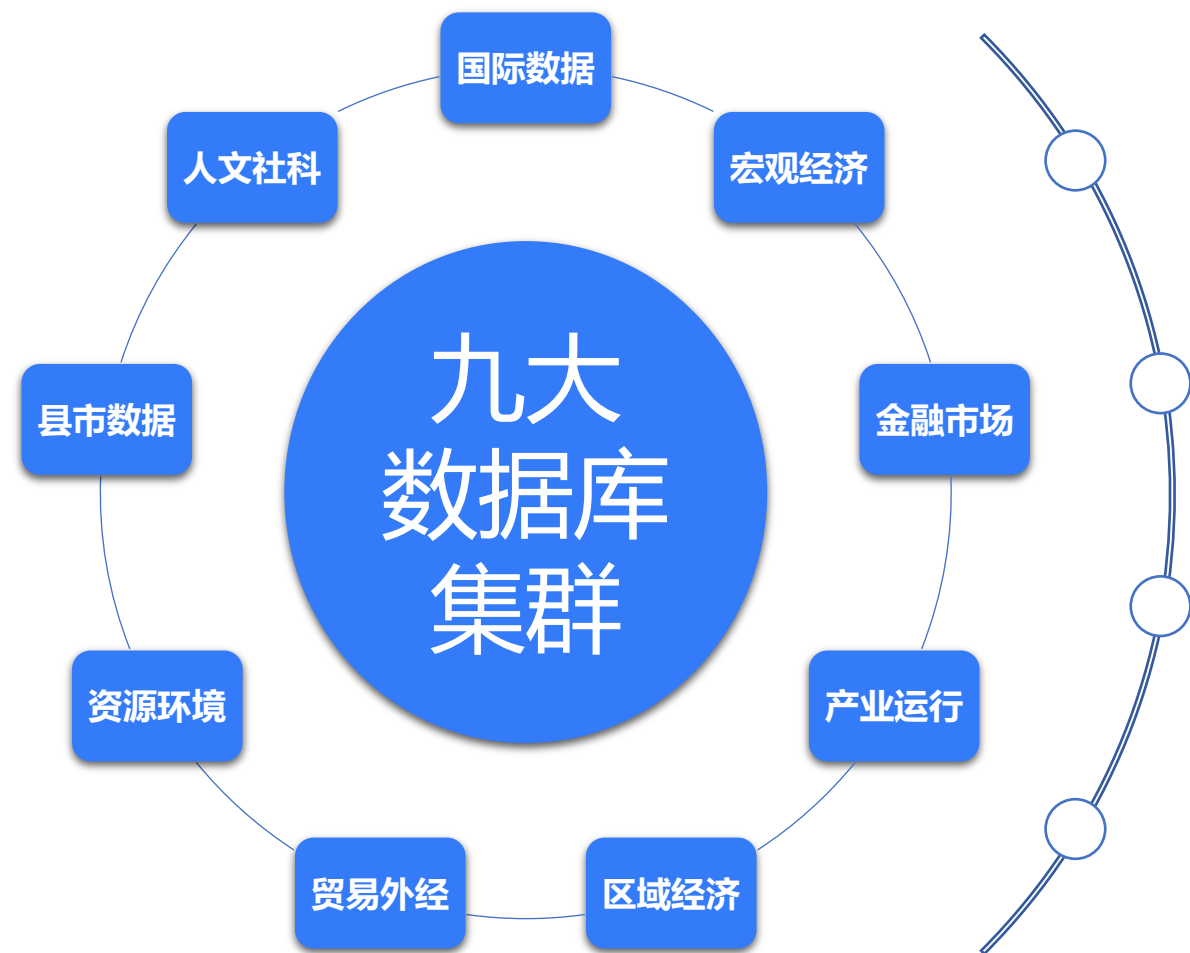 国际数据
人文社科
宏观经济
九大
数据库
集群
县市数据
金融市场
资源环境
产业运行
贸易外经
区域经济